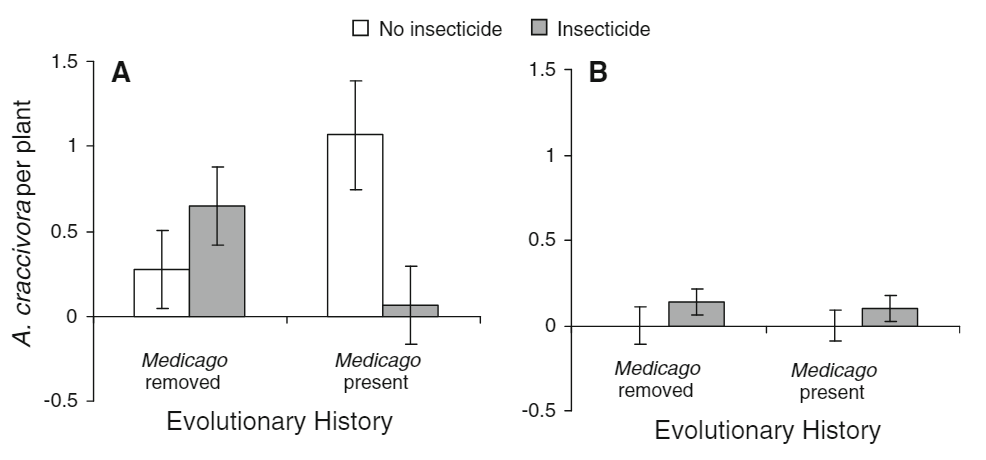 No insecticide Insecticide
A
1.5
1
0.5
0
-0.5
A. craccivora per plant
Medicago
removed
Medicago
present
Evolutionary History
B
1.5
1
0.5
0
-0.5
Medicago
removed
Medicago
present
Evolutionary History